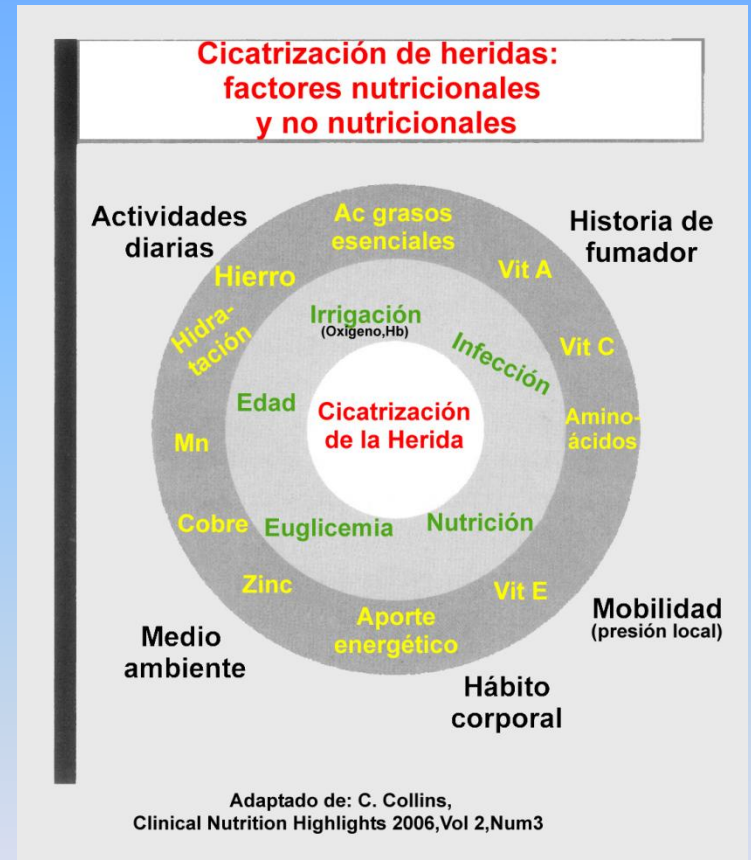 Cicatrización de heridas:
factores nutricionales
y no nutricionales
Actividades
diarias
Historia de
fumador
Ac grasos
esenciales
Vit A
Vit C
Amino-
ácidos
Vit E
Aporte
energético
Zinc
Cobre
Mn
Hidra-
tación
Hierro
Irrigación
(Oxígeno,Hb)
Infección
Nutrición
Euglicemia
Edad
Cicatrización
de la Herida
Mobilidad
(presión local)
Hábito
corporal
Medio
ambiente
Adaptado de: C. Collins,
Clinical Nutrition Highlights 2006,Vol 2,Num3